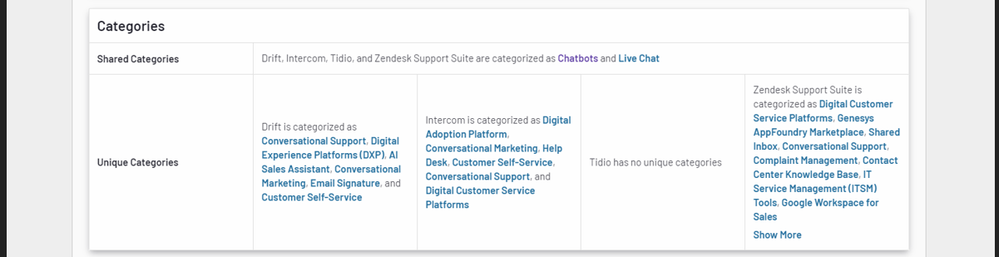 Categories
Shared Categories
Drift, Intercom, Tidio, and Zendesk Support Suite are categorized as Chatbots and Live Chat
Unique Categories
Drift is categorized as
Conversational Support, Digital
Experience Platforms (DXP), AI
Sales Assistant, Conversational
Marketing, Email Signature, and
Customer Self-Service
Intercom is categorized as Digital
Adoption Platform,
Conversational Marketing, Help
Desk, Customer Self-Service,
Conversational Support, and
Digital Customer Service
Platforms
Tidio has no unique categories
Zendesk Support Suite is
categorized as Digital Customer
Service Platforms, Genesys
AppFoundry Marketplace, Shared
Inbox, Conversational Support,
Complaint Management, Contact
Center Knowledge Base, IT
Service Management (ITSM)
Tools, Google Workspace for
Sales
Show More